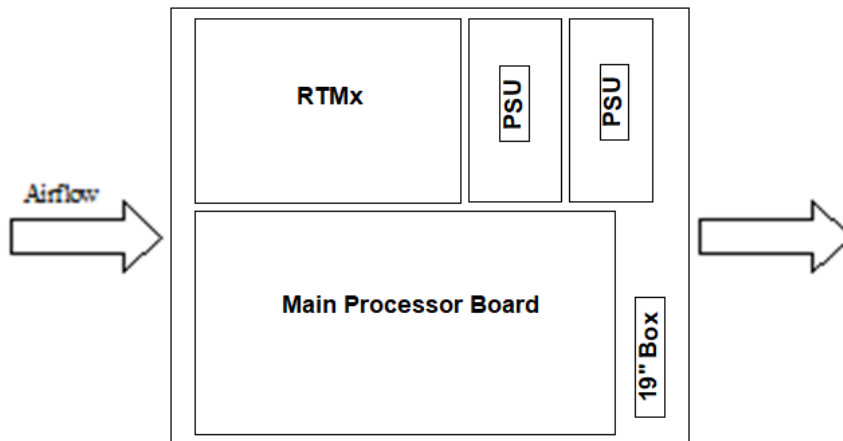 RTMx
PSU
PSU
Airflow
Main Processor Board
19" Box